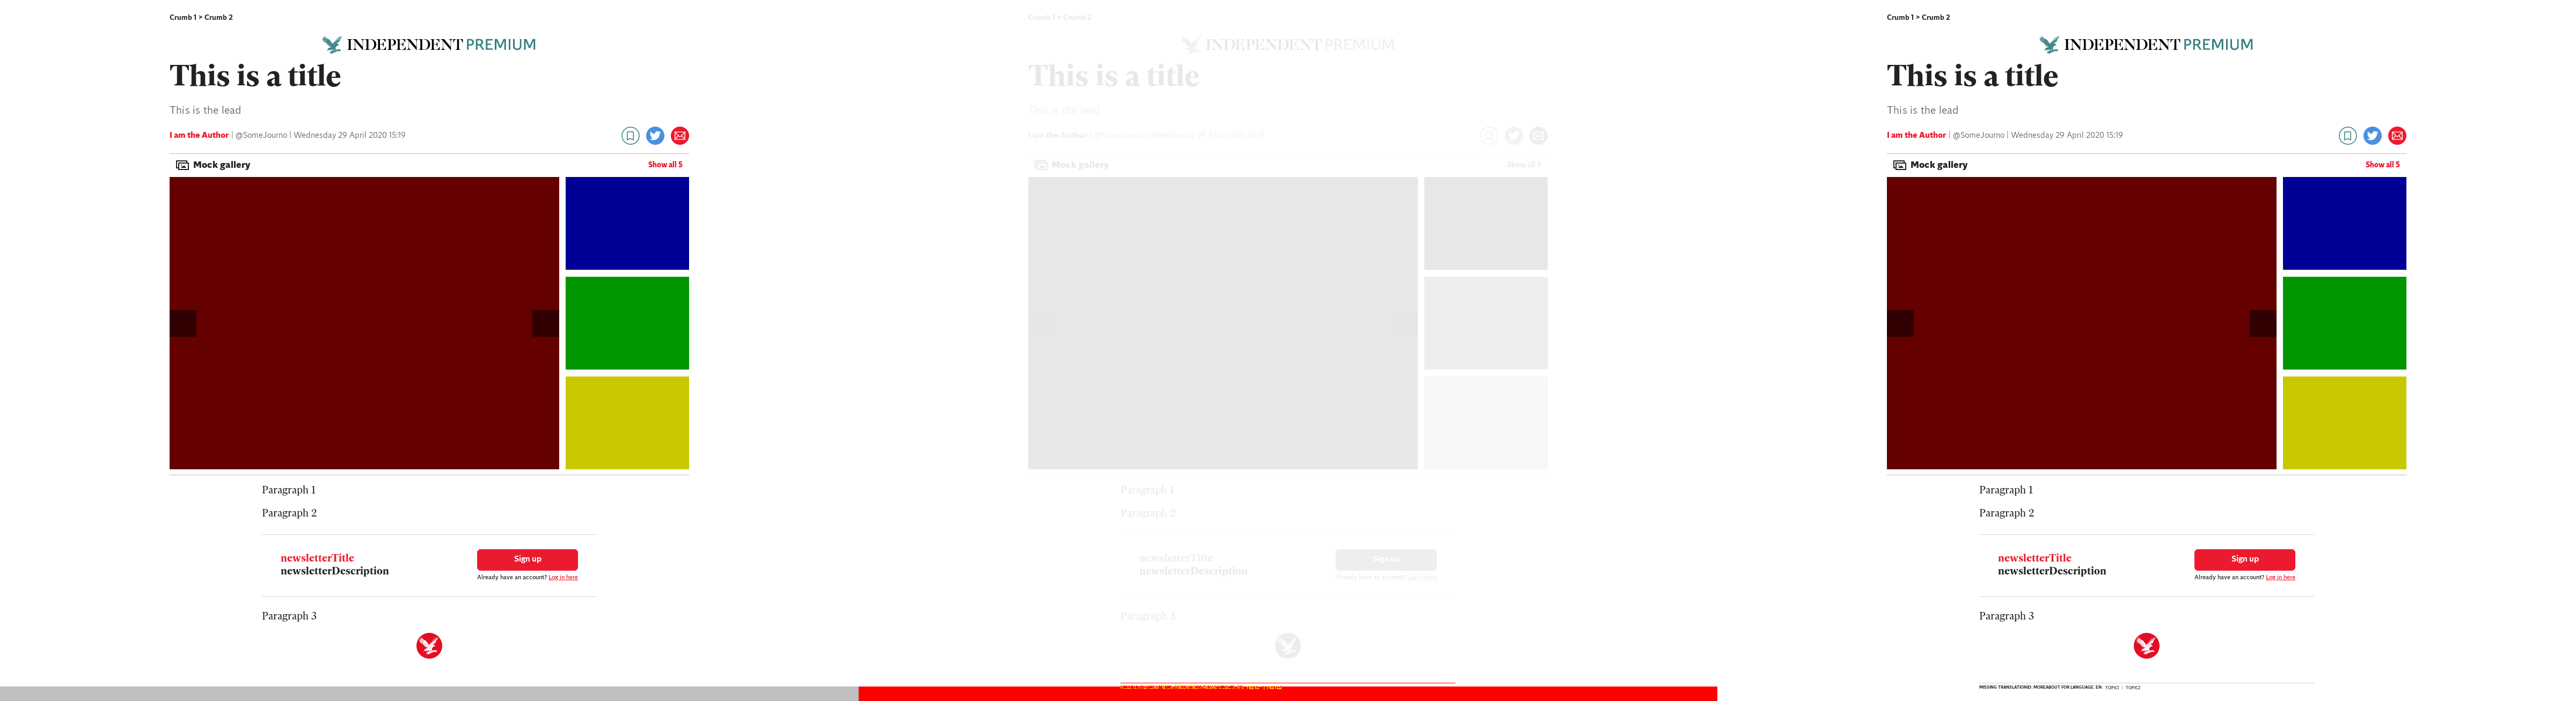 Crumb 1 > Crumb 2
INDEPENDENT PREMIUM
This is a title
This is the lead
I am the Author | @SomeJourno | Wednesday 29 April 2020 15:19
Mock gallery
Show all 5
Paragraph 1
Paragraph 2
newsletterTitle
newsletterDescription
Sign up
Already have an account? Log in here
Paragraph 3
Crumb 1 > Crumb 2
INDEPENDENT PREMIUM
This is a title
This is the lead
I am the Author | @SomeJourno | Wednesday 29 April 2020 15:19
Mock gallery
Show all 5
Paragraph 1
Paragraph 2
newsletterTitle
newsletterDescription
Sign up
Already have an account? Log in here
Paragraph 3
Crumb 1 > Crumb 2
INDEPENDENT PREMIUM
This is a title
This is the lead
I am the Author | @SomeJourno | Wednesday 29 April 2020 15:19
Mock gallery
Show all 5
Paragraph 1
Paragraph 2
newsletterTitle
newsletterDescription
Sign up
Already have an account? Log in here
Paragraph 3
MISSING TRANSLATIONID: MOREABOUT FOR LANGUAGE: EN: TOPIC1 | TOPIC2